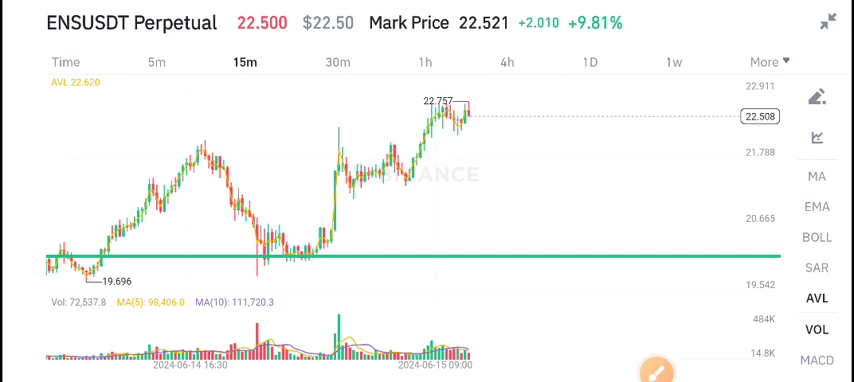 ENSUSDT Perpetual 22.500 $22.50 Mark Price 22.521 +2.010 +9.81%
Time 5m 15m 30m 1h 4h 1D 1w More
AVL 22.620
22.911
22.757
22.508
21.788
BINANCE
20.665
19.696
19.542
MA
EMA
BOLL
SAR
AVL
VOL
MACD
Vol: 72,537.8 MA(5): 98,406.0 MA(10): 111,720.3
484K
14.8K
2024-06-14 16:30 2024-06-15 09:00